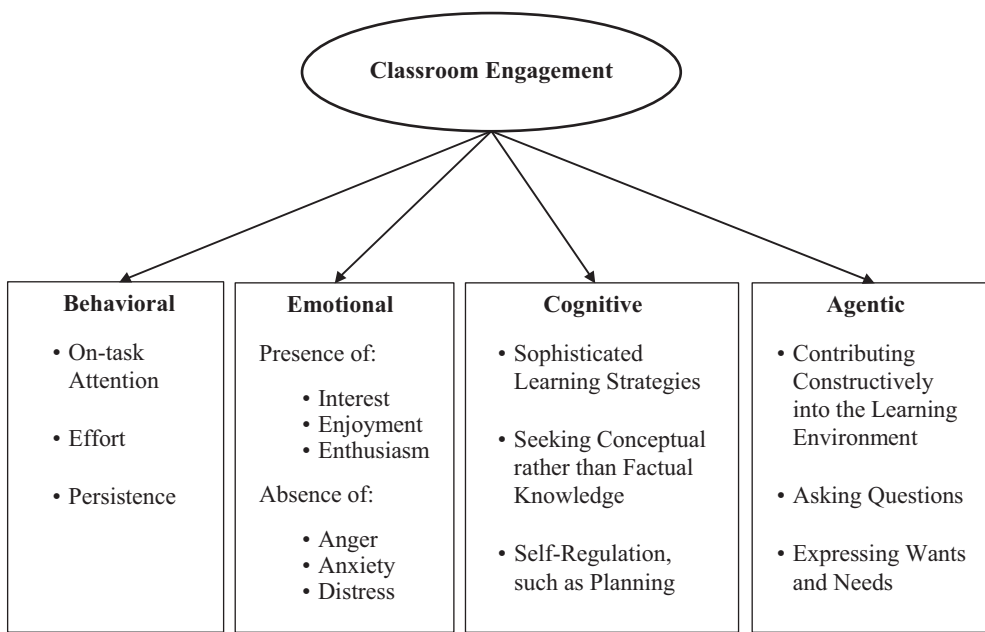 Classroom Engagement
Behavioral
• On-task
Attention
• Effort
• Persistence
Emotional
Presence of:
• Interest
• Enjoyment
• Enthusiasm
Absence of:
• Anger
• Anxiety
• Distress
Cognitive
• Sophisticated
Learning Strategies
• Seeking Conceptual
rather than Factual
Knowledge
• Self-Regulation,
such as Planning
Agentic
• Contributing
Constructively
into the Learning
Environment
• Asking Questions
• Expressing Wants
and Needs